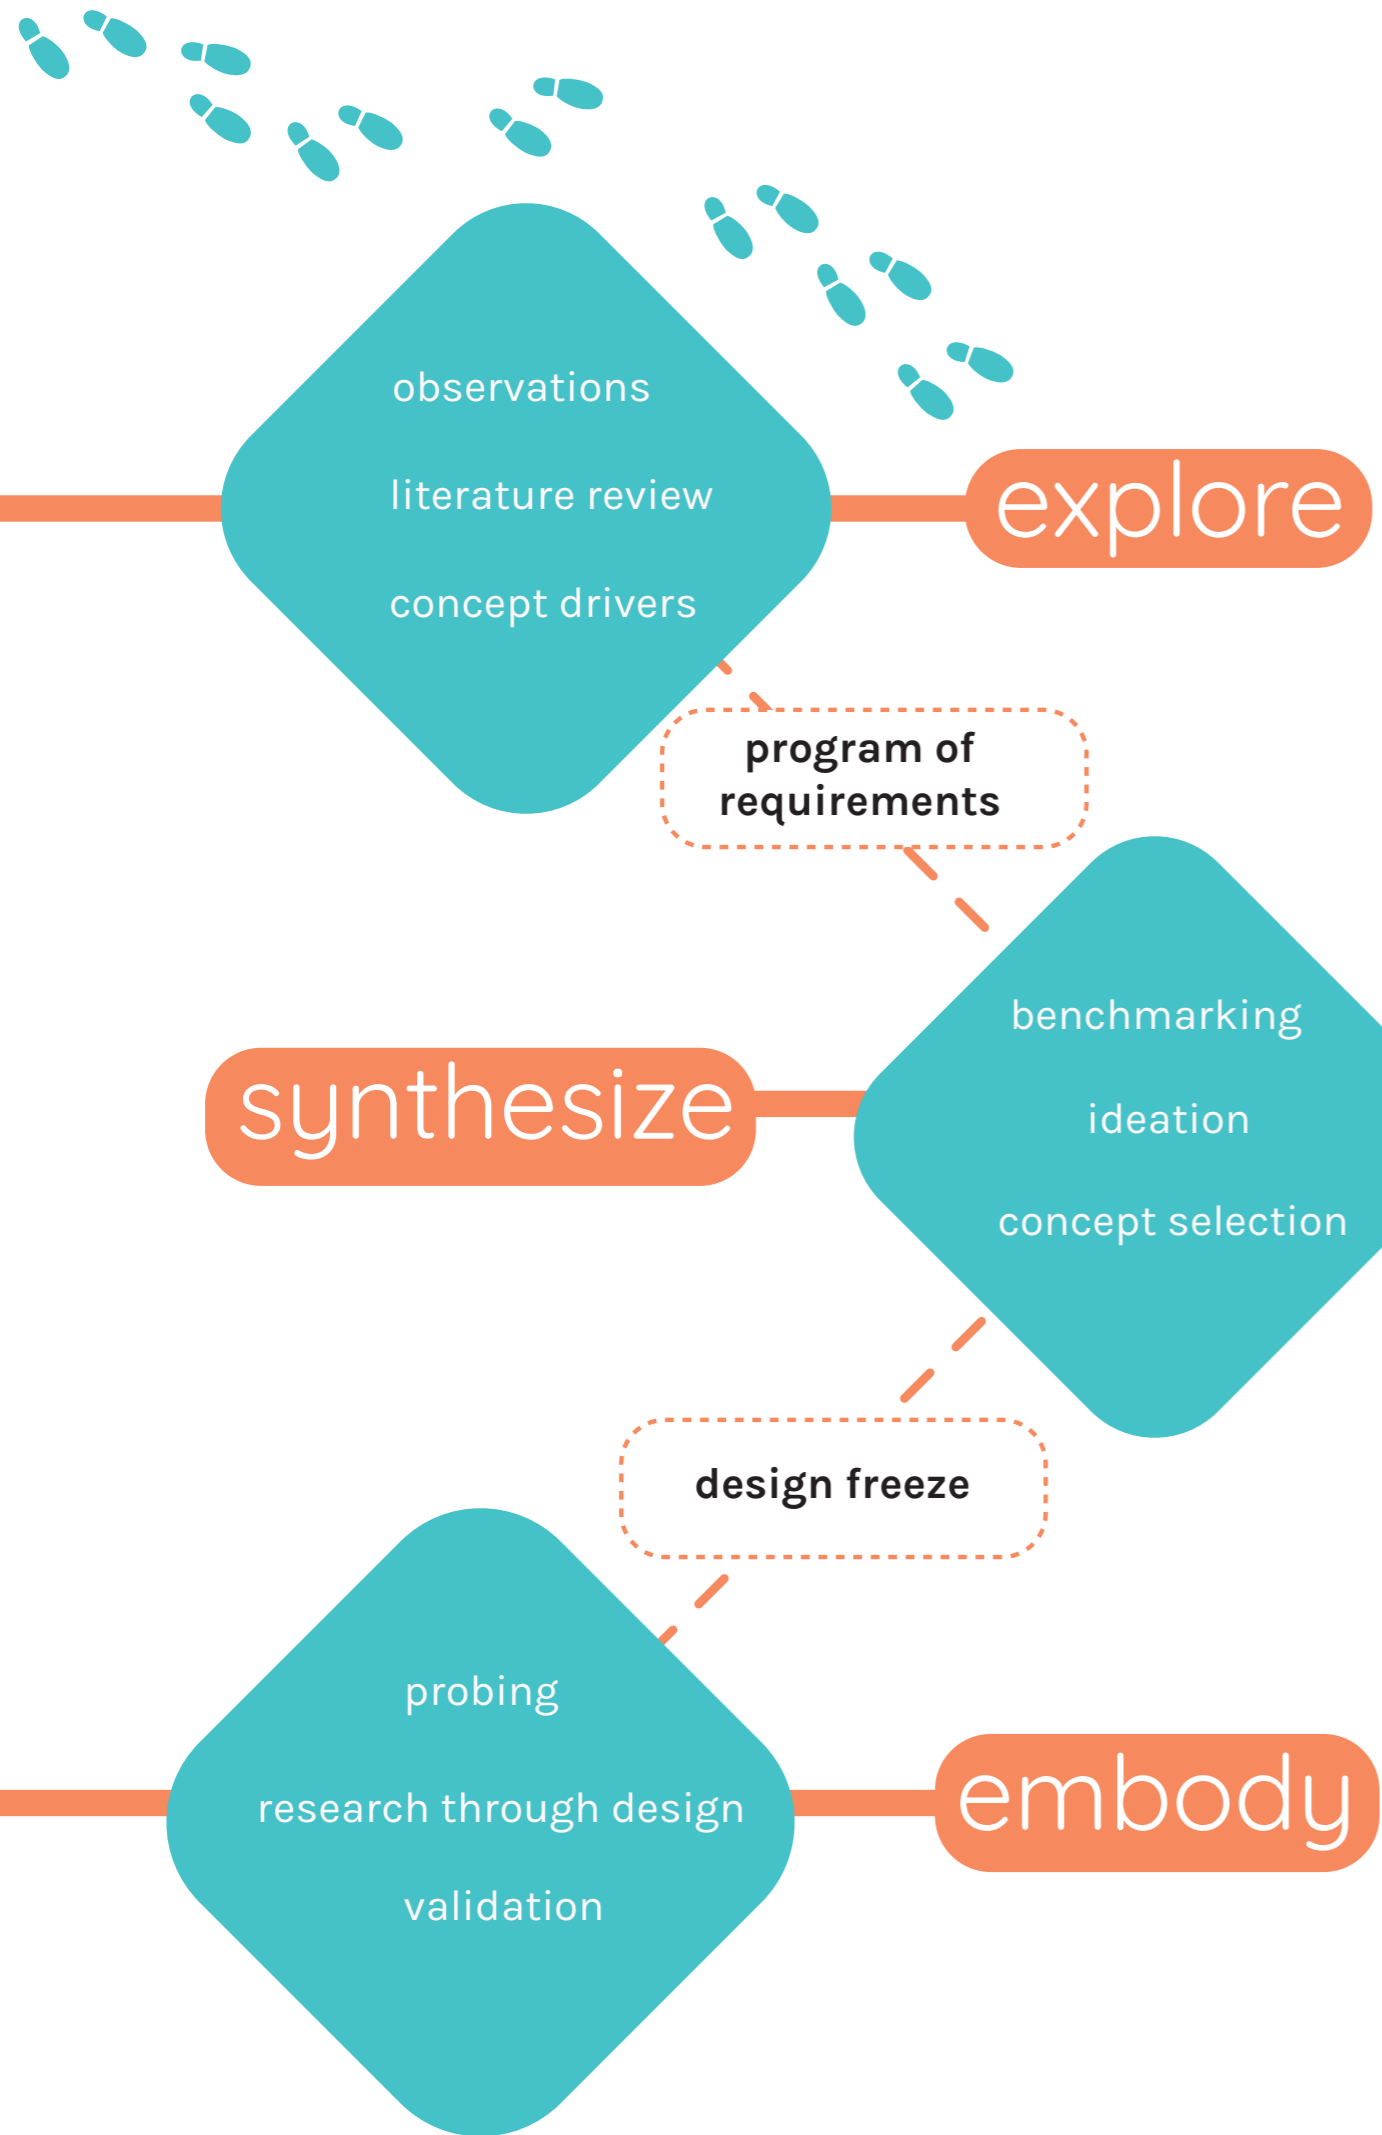 observations
literature review
concept drivers
explore
program of
requirements
benchmarking
ideation
concept selection
synthesize
design freeze
probing
research through design
validation
embody